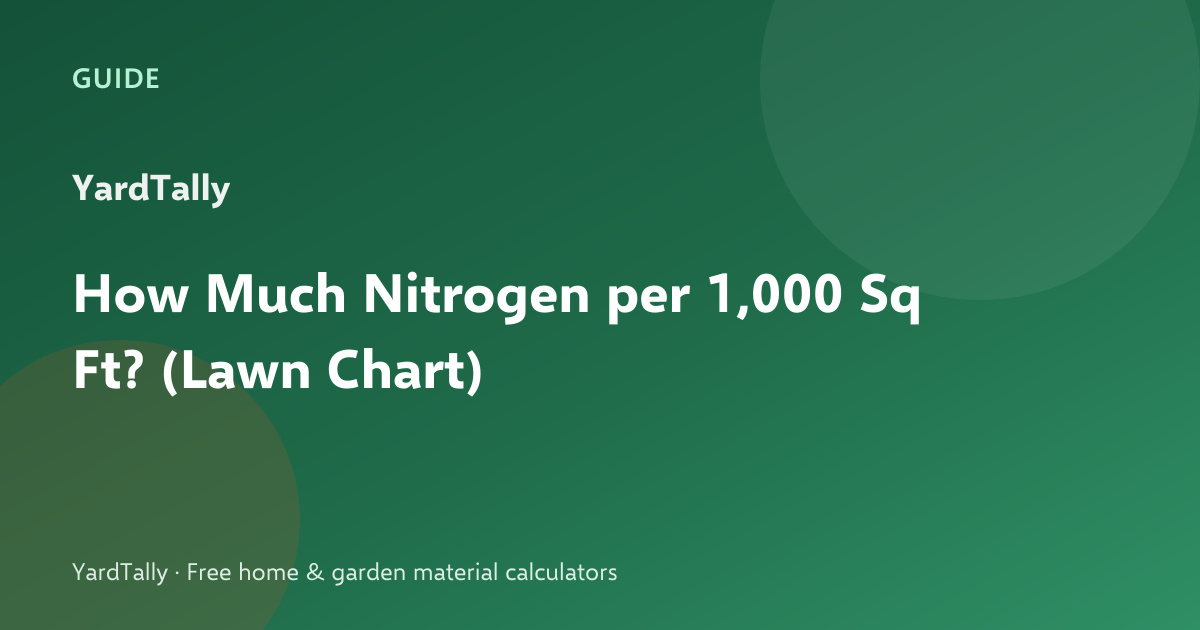 GUIDE
YardTally
How Much Nitrogen per 1,000 Sq
Ft? (Lawn Chart)
YardTally · Free home & garden material calculators